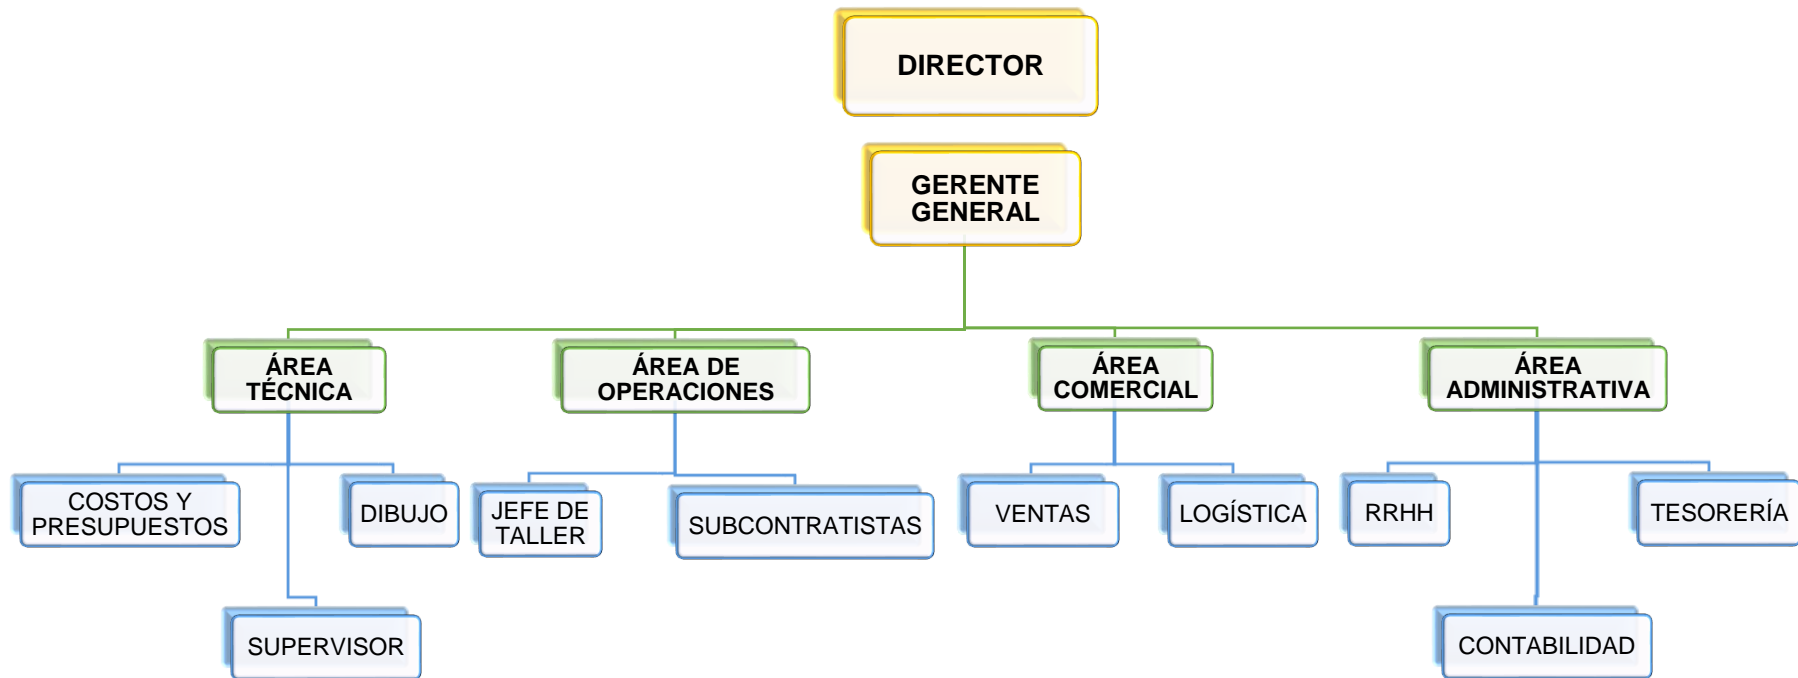 DIRECTOR
GERENTE
GENERAL
ÁREA
TÉCNICA
ÁREA DE
OPERACIONES
ÁREA
COMERCIAL
ÁREA
ADMINISTRATIVA
COSTOS Y
PRESUPUESTOS
DIBUJO
JEFE DE
TALLER
SUBCONTRATISTAS
VENTAS
LOGÍSTICA
RRHH
TESORERÍA
SUPERVISOR
CONTABILIDAD